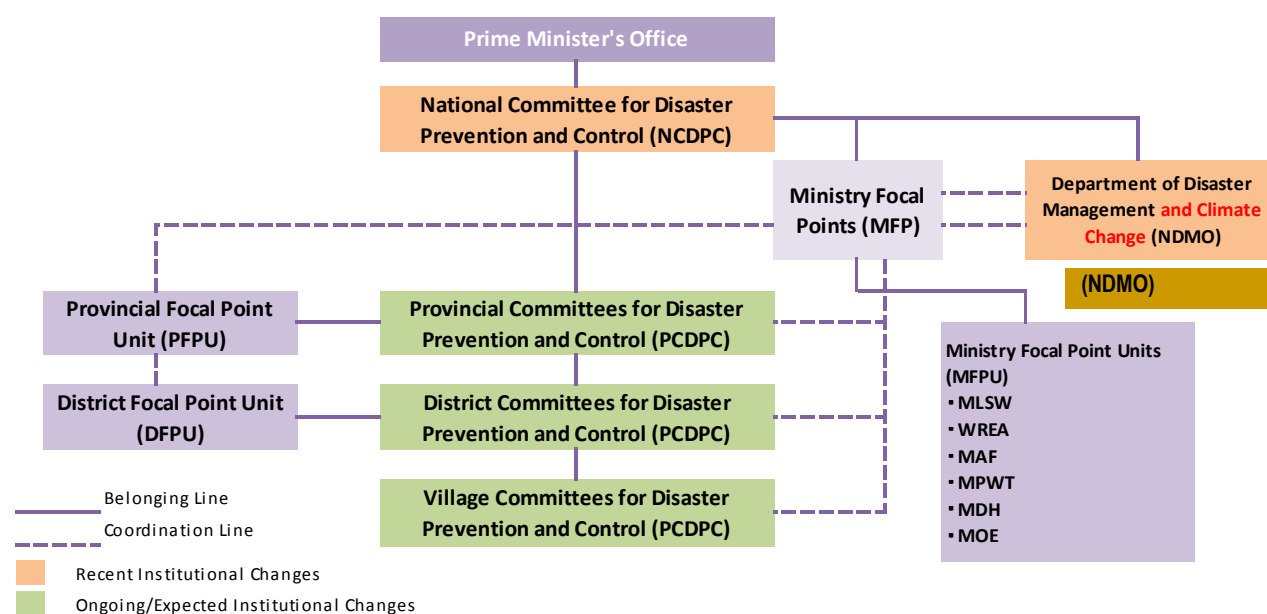 Prime Minister's Office
National Committee for Disaster
Prevention and Control (NCDPC)
Ministry Focal
Points (MFP)
Department of Disaster
Management and Climate
Change (NDMO)
(NDMO)
Provincial Focal Point
Unit (PFPU)
Provincial Committees for Disaster
Prevention and Control (PCDPC)
District Focal Point Unit
(DFPU)
District Committees for Disaster
Prevention and Control (PCDPC)
Village Committees for Disaster
Prevention and Control (PCDPC)
Ministry Focal Point Units
(MFPU)
▪ MLSW
▪ WREA
▪ MAF
▪ MPWT
▪ MDH
▪ MOE
Belonging Line
Coordination Line
Recent Institutional Changes
Ongoing/Expected Institutional Changes